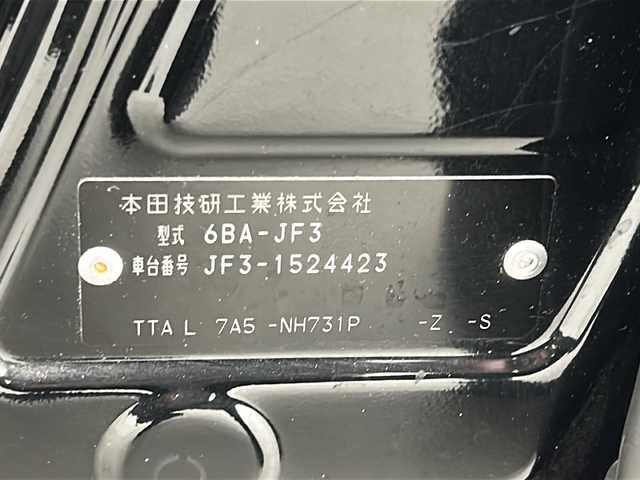 本田技研工業株式会社
型式 6BA-JF3
車台番号 JF3-1524423
TTA L 7A5 -NH731P -Z -S